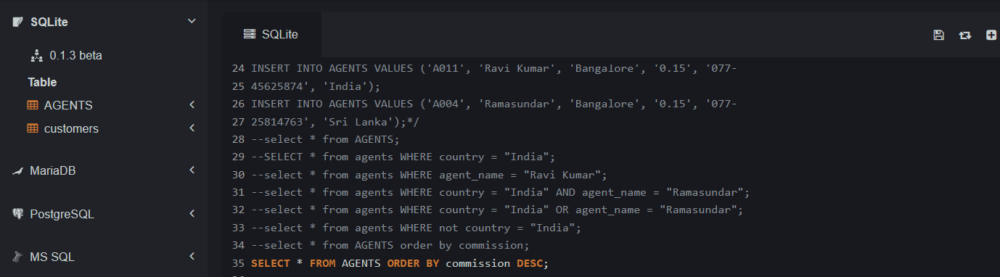 SQLite
0.1.3 beta
Table
AGENTS
customers
MariaDB
PostgreSQL
MS SQL
SQLite
24 INSERT INTO AGENTS VALUES ('A011', 'Ravi Kumar', 'Bangalore', '0.15', '077-
25 45625874', 'India');
26 INSERT INTO AGENTS VALUES ('A004', 'Ramasundar', 'Bangalore', '0.15', '077-
27 25814763', 'Sri Lanka');*/
28 --select * from AGENTS;
29 --SELECT * from agents WHERE country = "India";
30 --select * from agents WHERE agent_name = "Ravi Kumar";
31 --select * from agents WHERE country = "India" AND agent_name = "Ramasundar";
32 --select * from agents WHERE country = "India" OR agent_name = "Ramasundar";
33 --select * from agents WHERE not country = "India";
34 --select * from AGENTS order by commission;
35 SELECT * FROM AGENTS ORDER BY commission DESC;